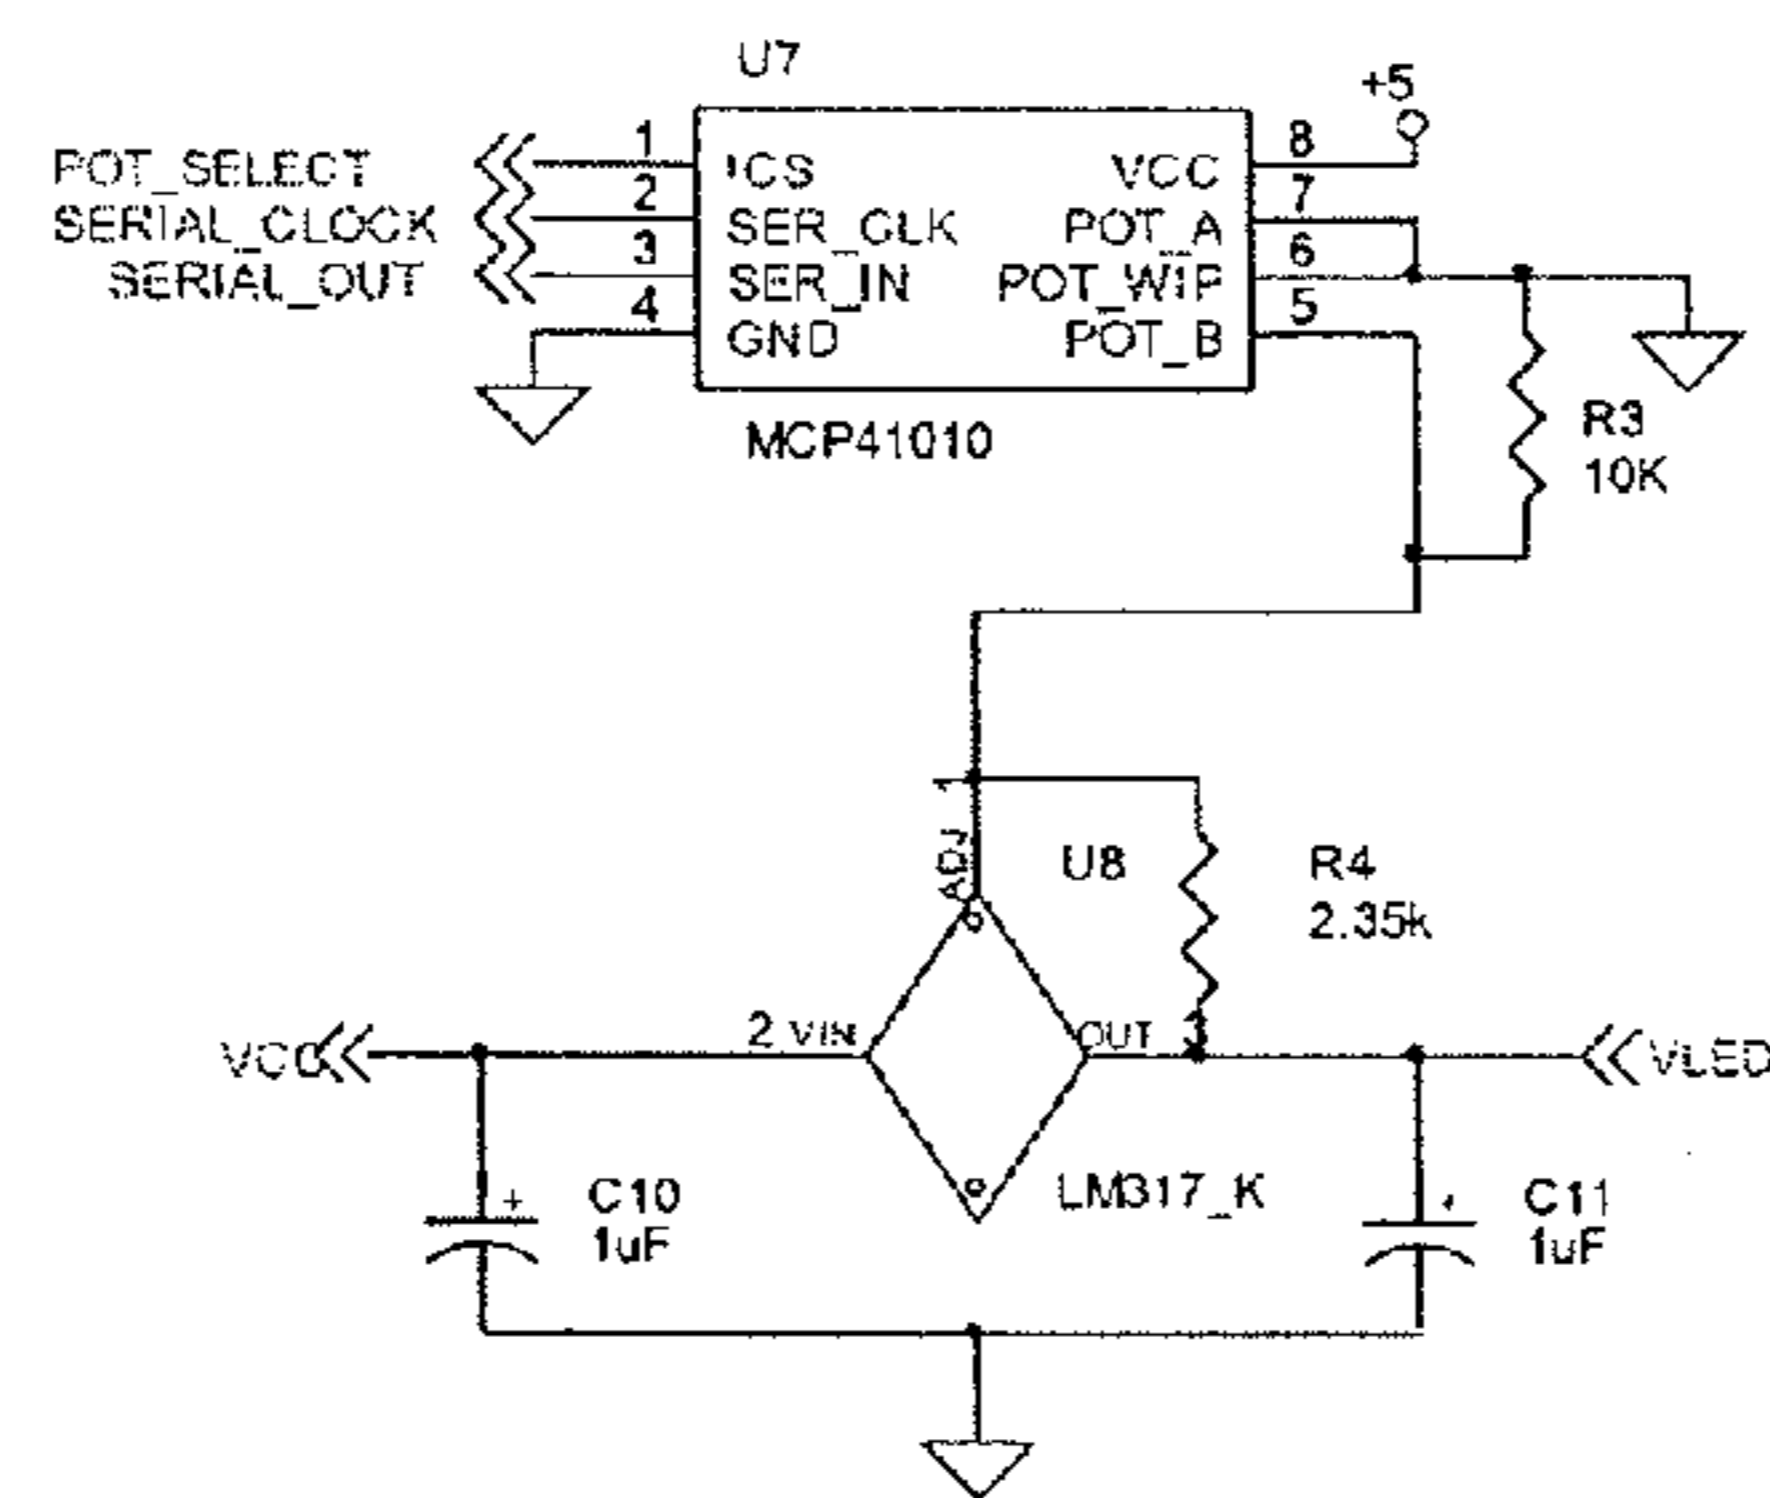 U7
+5
POT_SELECT
SERIAL_CLOCK
SERIAL_OUT
1
2
3
4
!CS
SER_CLK
SER_IN
GND
VCC
POT_A
POT_WIP
POT_B
8
7
6
5
MCP41010
R3
10K
1
ADJ
U8
R4
2.35k
VCC
2
VIN
OUT
3
VLED
LM317_K
+
C10
1uF
C11
1uF